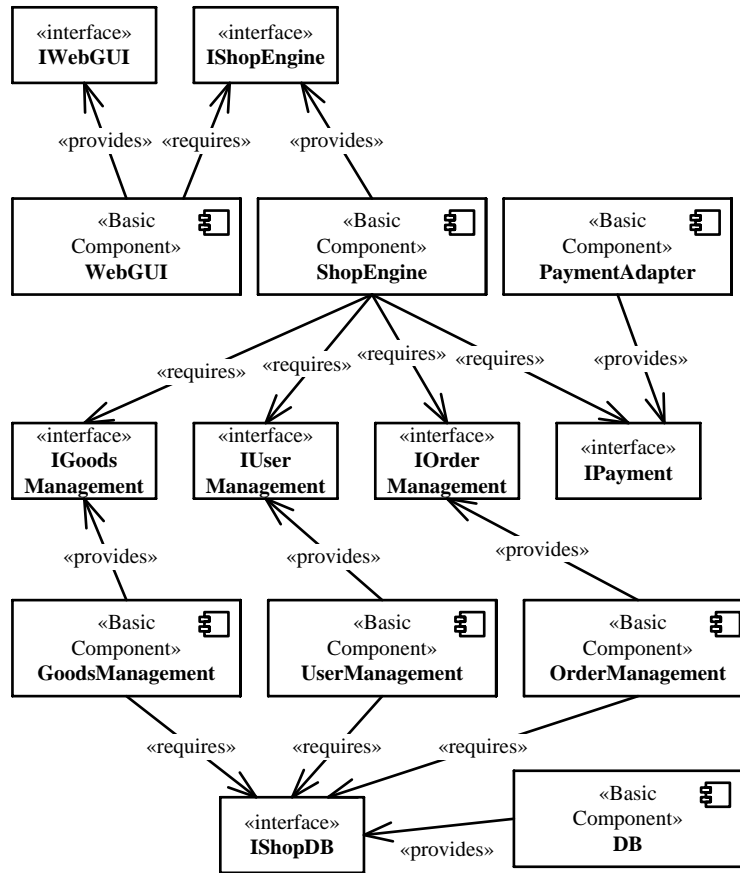 «interface»
IWebGUI
«interface»
IShopEngine
«provides»
«requires»
«provides»
«Basic
Component»
WebGUI
«Basic
Component»
ShopEngine
«Basic
Component»
PaymentAdapter
«requires»
«requires»
«requires»
«requires»
«provides»
«interface»
IGoods
Management
«interface»
IUser
Management
«interface»
IOrder
Management
«interface»
IPayment
«provides»
«provides»
«provides»
«Basic
Component»
GoodsManagement
«Basic
Component»
UserManagement
«Basic
Component»
OrderManagement
«requires»
«requires»
«requires»
«interface»
IShopDB
«provides»
«Basic
Component»
DB